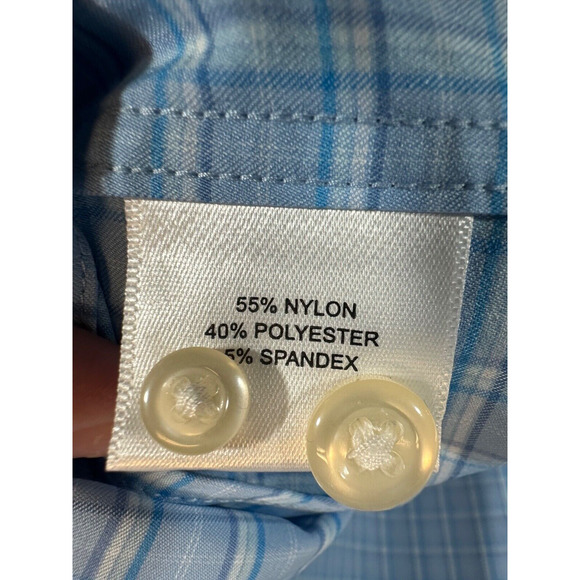 55% NYLON
40% POLYESTER
5% SPANDEX